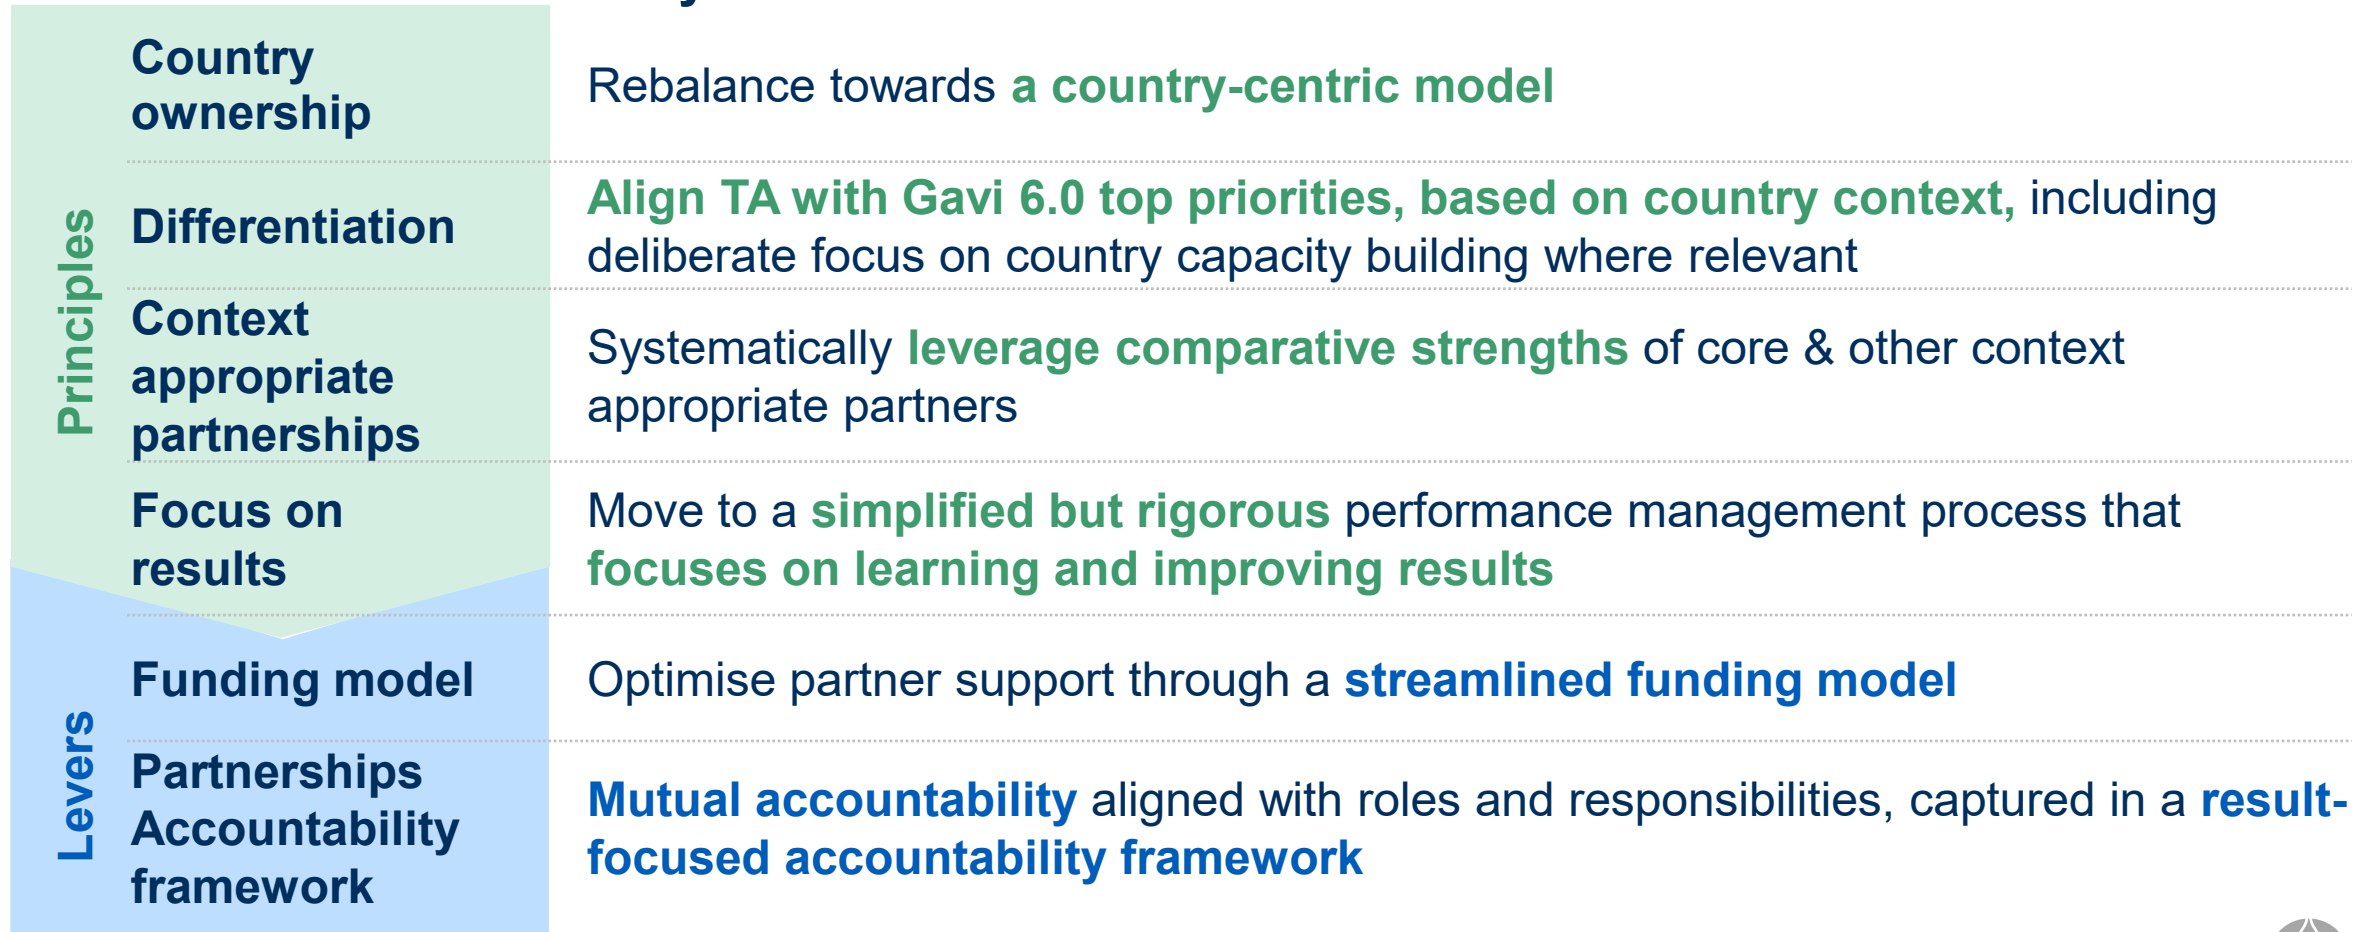 Principles
Country
ownership
Rebalance towards a country-centric model
Differentiation
Align TA with Gavi 6.0 top priorities, based on country context, including
deliberate focus on country capacity building where relevant
Context
appropriate
partnerships
Systematically leverage comparative strengths of core & other context
appropriate partners
Focus on
results
Move to a simplified but rigorous performance management process that
focuses on learning and improving results
Levers
Funding model
Optimise partner support through a streamlined funding model
Partnerships
Accountability
framework
Mutual accountability aligned with roles and responsibilities, captured in a result-
focused accountability framework